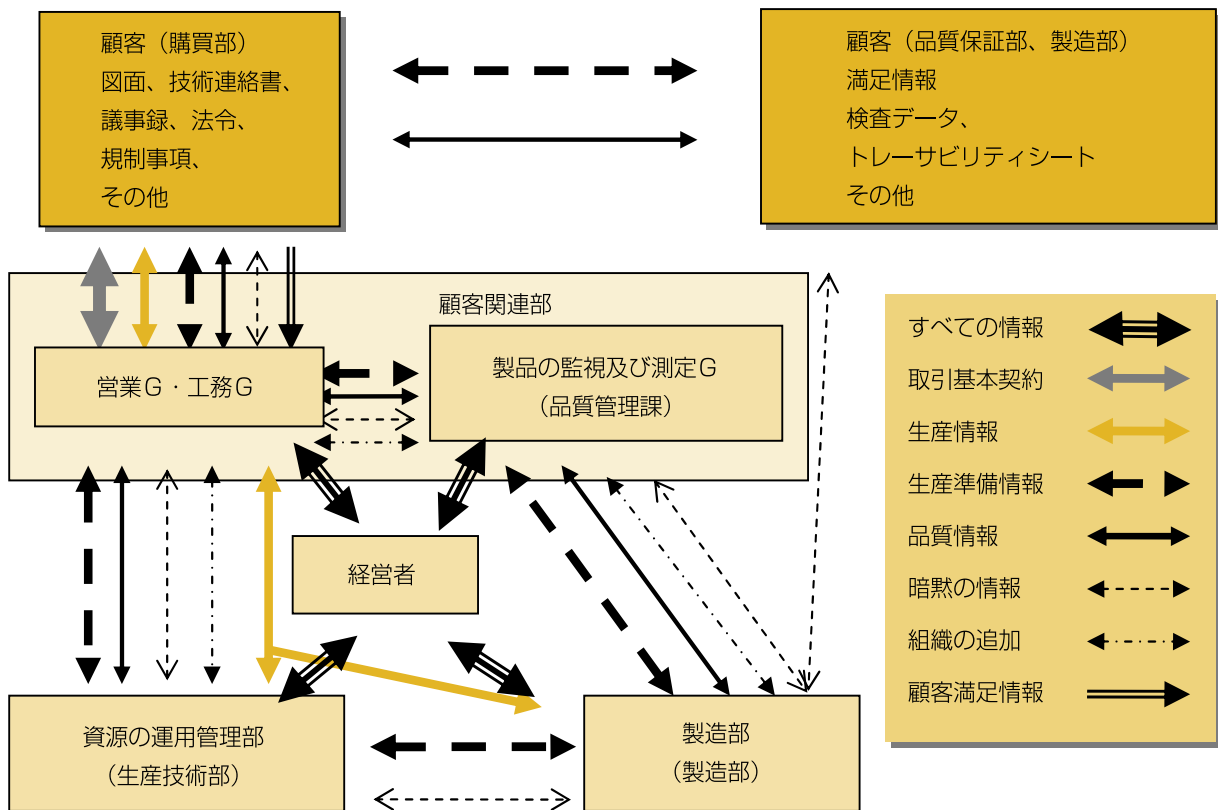 顧客（購買部）
図面、技術連絡書、
議事録、法令、
規制事項、
その他
顧客（品質保証部、製造部）
満足情報
検査データ、
トレーサビリティシート
その他
顧客関連部
営業Ｇ・工務Ｇ
製品の監視及び測定Ｇ
（品質管理課）
経営者
資源の運用管理部
（生産技術部）
製造部
（製造部）
すべての情報
取引基本契約
生産情報
生産準備情報
品質情報
暗黙の情報
組織の追加
顧客満足情報